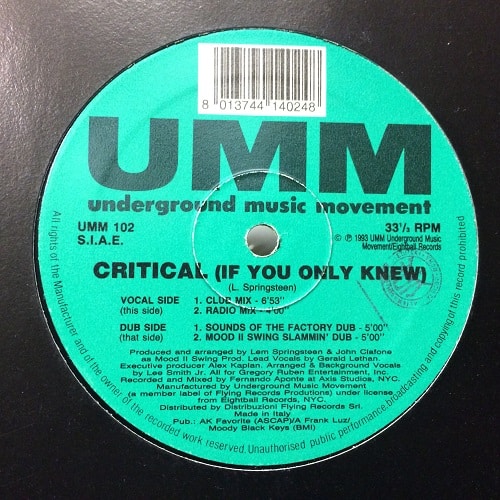 8 013744 140248
UMM
underground music movement
UMM 102
S.I.A.E.
33⅓ RPM
© ℗ 1993 UMM Underground Music
Movement/Eightball Records
CRITICAL (IF YOU ONLY KNEW)
(L. Springsteen)
VOCAL SIDE 1. CLUB MIX - 6'53"
(this side) 2. RADIO MIX - 4'00"
DUB SIDE 1. SOUNDS OF THE FACTORY DUB - 5'00"
(that side) 2. MOOD II SWING SLAMMIN' DUB - 5'00"
Produced and arranged by Lem Springsteen & John Ciafone
as Mood II Swing Prod. Lead Vocals by Gerald Lethan.
Executive producer Alex Kaplan. Arranged & Background Vocals
by Lee Smith Jr. All for Gregory Ruben Entertainment, Inc.
Recorded and Mixed by Fernando Aponte at Axis Studios, NYC.
Manufactured by Underground Music Movement
(a member label of Flying Records Produtions) under license
from Eightball Records, NYC.
Distributed by Distribuzioni Flying Records Srl.
Made in Italy
Pub.: AK Favorite (ASCAP)/A Frank Luz/
Moody Black Keys (BMI)
All rights of the Manufacturer and of the owner of the recorded work reserved. Unauthorised public performance, broadcasting and copying of this record prohibited